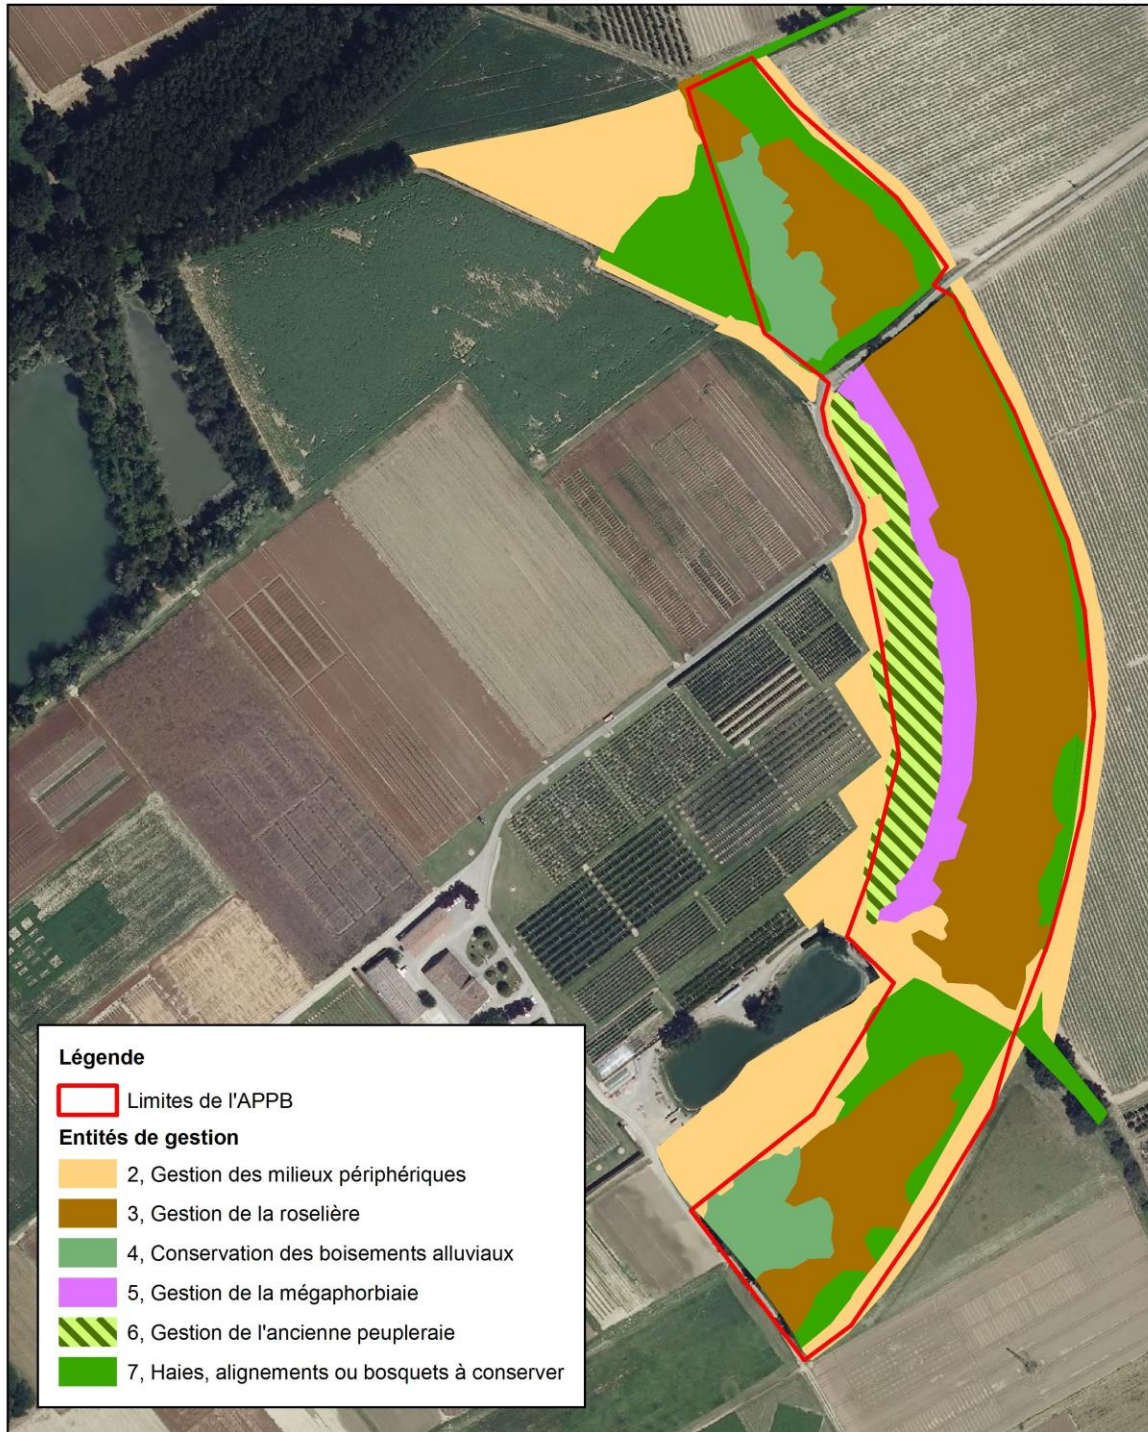 Légende
Limites de l'APPB
Entités de gestion
2, Gestion des milieux périphériques
3, Gestion de la roselière
4, Conservation des boisements alluviaux
5, Gestion de la mégaphorbiaie
6, Gestion de l'ancienne peupleraie
7, Haies, alignements ou bosquets à conserver